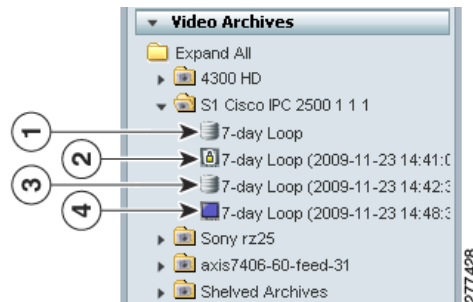 Video Archives
Expand All
4300 HD
S1 Cisco IPC 2500 1 1 1
1 7-day Loop
2 7-day Loop (2009-11-23 14:41:0
3 7-day Loop (2009-11-23 14:42:3
4 7-day Loop (2009-11-23 14:48:3
Sony rz25
axis7406-60-feed-31
Shelved Archives
277428